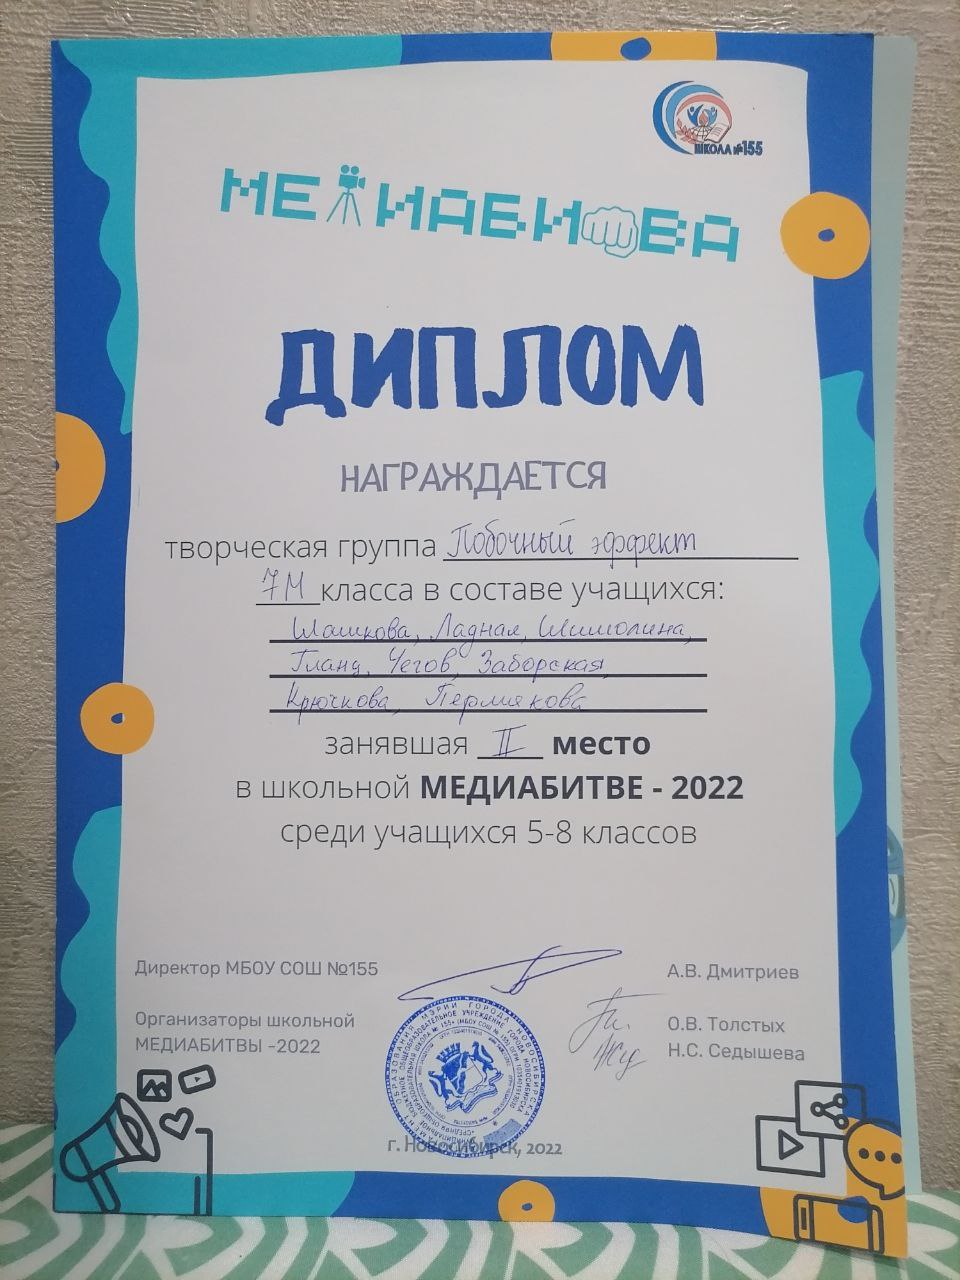 ШКОЛА №155
МЕДИАБИТВА
ДИПЛОМ
НАГРАЖДАЕТСЯ
творческая группа Побочный эффект
7М класса в составе учащихся:
Шашкова, Ладная, Шимолина,
Гланц, Чегов, Заборская,
Крючкова, Пермякова
занявшая II место
в школьной МЕДИАБИТВЕ - 2022
среди учащихся 5-8 классов
Директор МБОУ СОШ №155 А.В. Дмитриев
Организаторы школьной О.В. Толстых
МЕДИАБИТВЫ -2022 Н.С. Седышева
г. Новосибирск, 2022